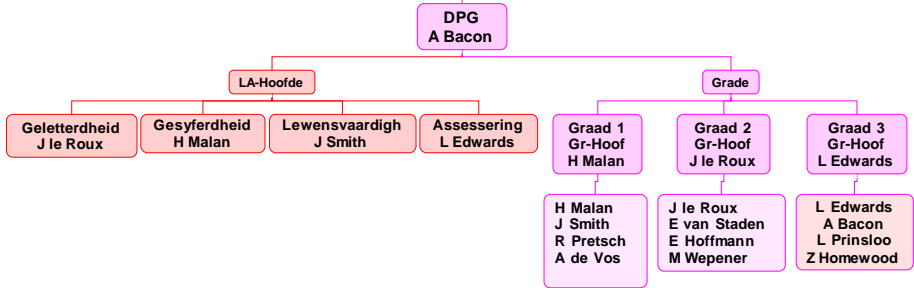 DPG
A Bacon
LA-Hoofde
Grade
Geletterdheid
J le Roux
Gesyferdheid
H Malan
Lewensvaardigh
J Smith
Assessering
L Edwards
Graad 1
Gr-Hoof
H Malan
Graad 2
Gr-Hoof
J le Roux
Graad 3
Gr-Hoof
L Edwards
H Malan
J Smith
R Pretsch
A de Vos
J le Roux
E van Staden
E Hoffmann
M Wepener
L Edwards
A Bacon
L Prinsloo
Z Homewood